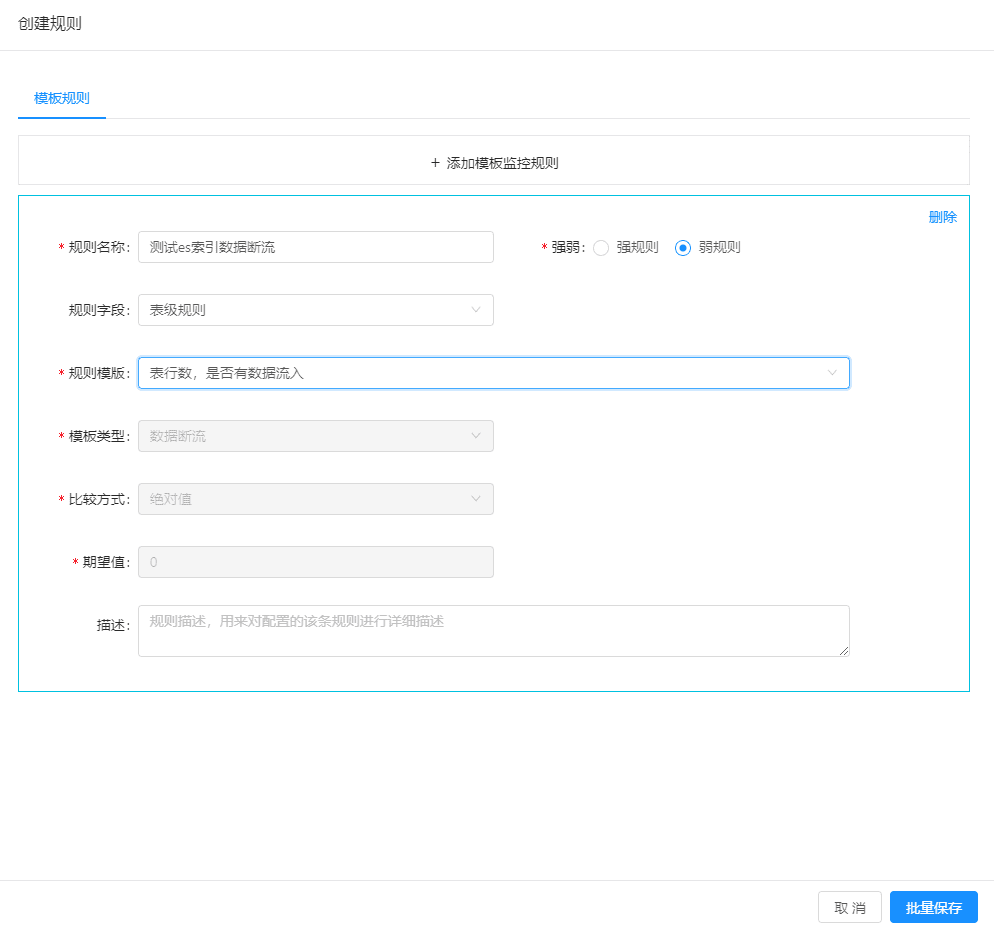 创建规则
模板规则
+ 添加模板监控规则
删除
* 规则名称: 测试es索引数据断流
* 强弱: 强规则 弱规则
规则字段: 表级规则
* 规则模版: 表行数，是否有数据流入
* 模板类型: 数据断流
* 比较方式: 绝对值
* 期望值: 0
描述: 规则描述，用来对配置的该条规则进行详细描述
取 消 批量保存